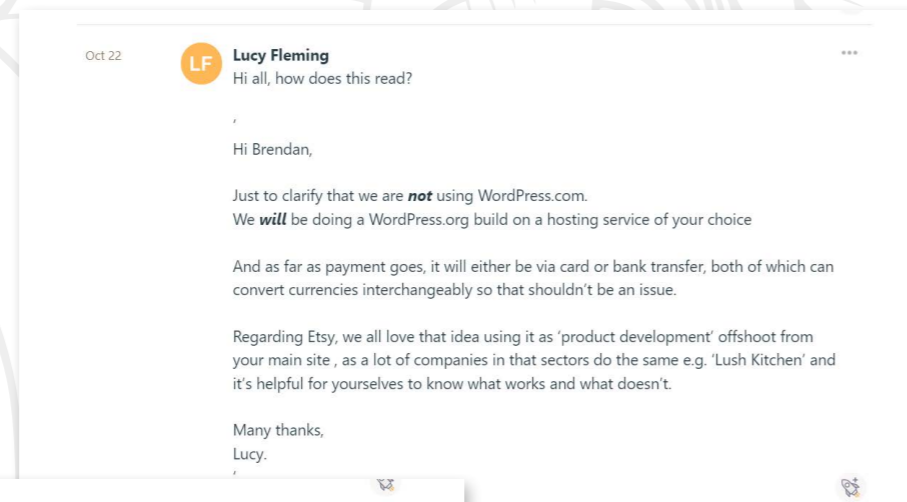 Oct 22
LF
Lucy Fleming
Hi all, how does this read?
‘
Hi Brendan,
Just to clarify that we are not using WordPress.com.
We will be doing a WordPress.org build on a hosting service of your choice
And as far as payment goes, it will either be via card or bank transfer, both of which can
convert currencies interchangeably so that shouldn’t be an issue.
Regarding Etsy, we all love that idea using it as ‘product development’ offshoot from
your main site , as a lot of companies in that sectors do the same e.g. ‘Lush Kitchen’ and
it’s helpful for yourselves to know what works and what doesn’t.
Many thanks,
Lucy.
‘